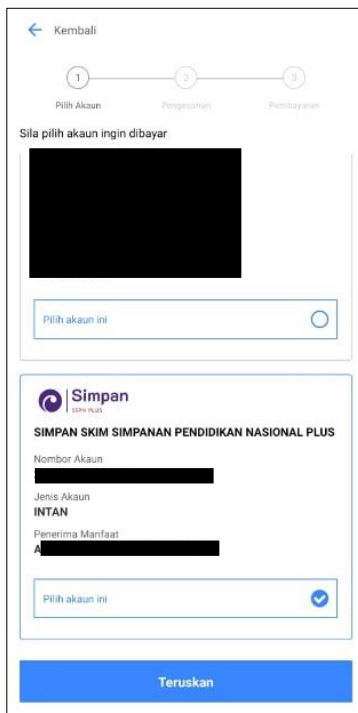 Kembali
1 2 3
Pilih Akaun Pengesahan Pembayaran
Sila pilih akaun ingin dibayar
Pilih akaun ini
Simpan
SSPN PLUS
SIMPAN SKIM SIMPANAN PENDIDIKAN NASIONAL PLUS
Nombor Akaun
Jenis Akaun
INTAN
Penerima Manfaat
A
Pilih akaun ini
Teruskan